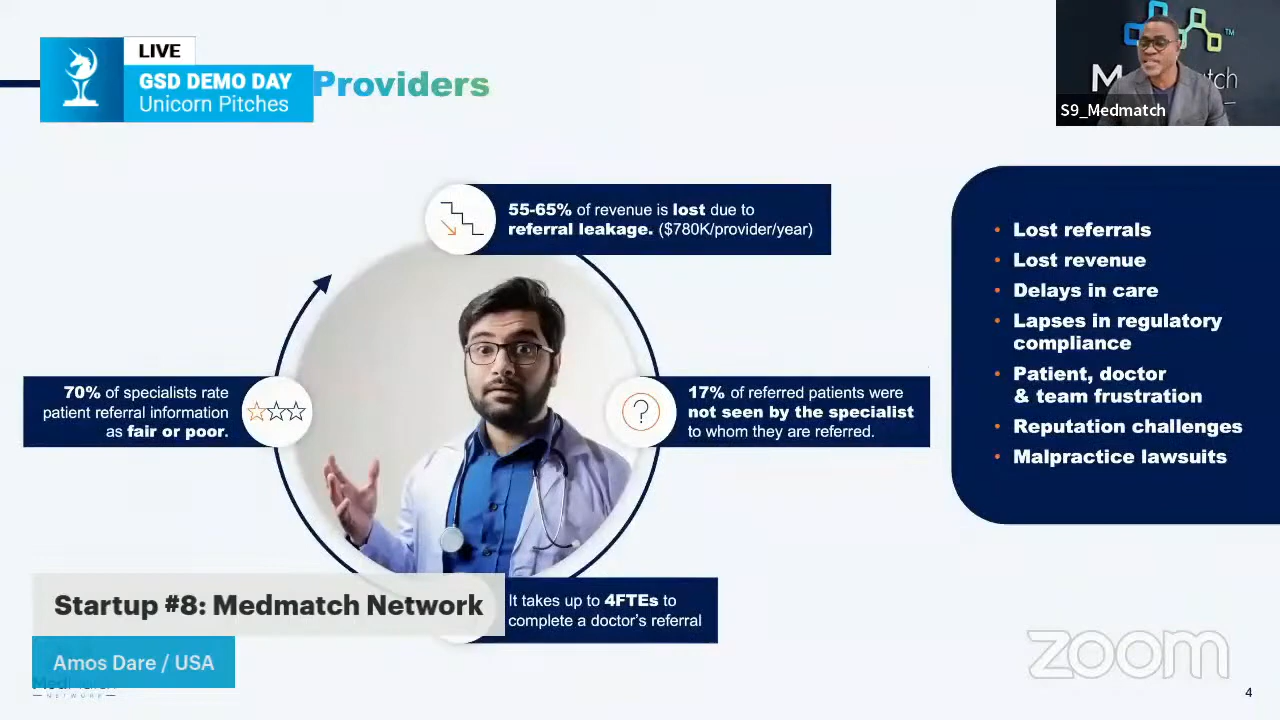 LIVE
GSD DEMO DAY
Unicorn Pitches
Providers
S9_Medmatch
55-65% of revenue is lost due to
referral leakage. ($780K/provider/year)
70% of specialists rate
patient referral information
as fair or poor.
17% of referred patients were
not seen by the specialist
to whom they are referred.
It takes up to 4FTEs to
complete a doctor's referral
• Lost referrals
• Lost revenue
• Delays in care
• Lapses in regulatory
compliance
• Patient, doctor
& team frustration
• Reputation challenges
• Malpractice lawsuits
Startup #8: Medmatch Network
Amos Dare / USA
NETWORK
zoom
4